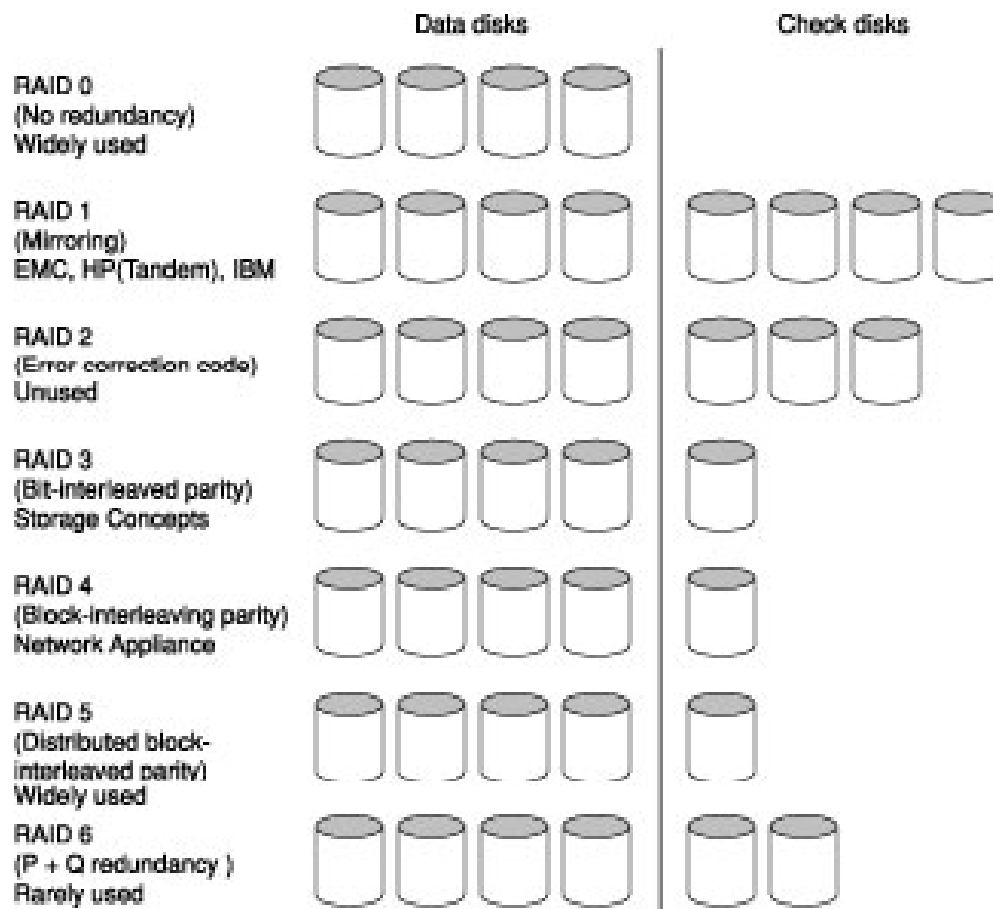 Data disks
Check disks
RAID 0
(No redundancy)
Widely used
RAID 1
(Mirroring)
EMC, HP(Tandem), IBM
RAID 2
(Error correction code)
Unused
RAID 3
(Bit-interleaved parity)
Storage Concepts
RAID 4
(Block-interleaving parity)
Network Appliance
RAID 5
(Distributed block-
interleaved parity)
Widely used
RAID 6
(P + Q redundancy )
Rarely used